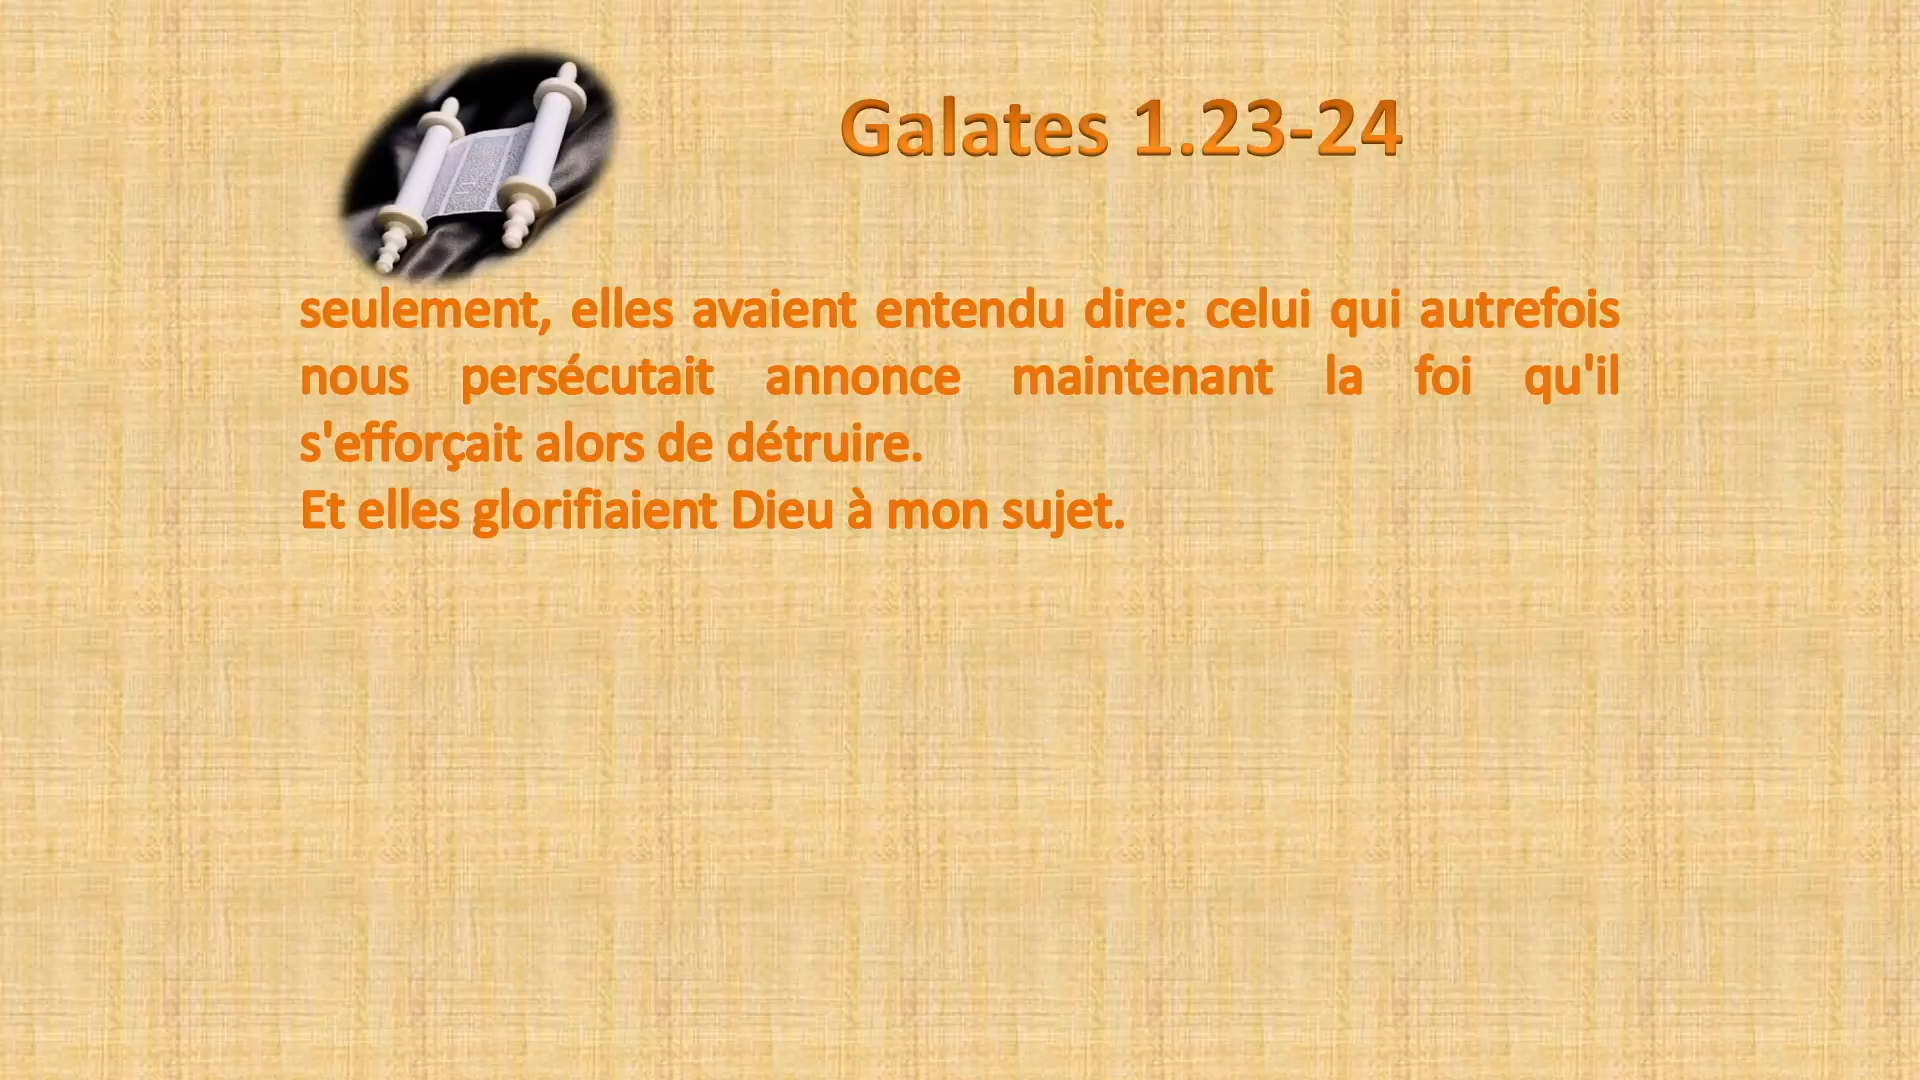 Galates 1.23-24
seulement, elles avaient entendu dire: celui qui autrefois
nous persécutait annonce maintenant la foi qu'il
s'efforçait alors de détruire.
Et elles glorifiaient Dieu à mon sujet.